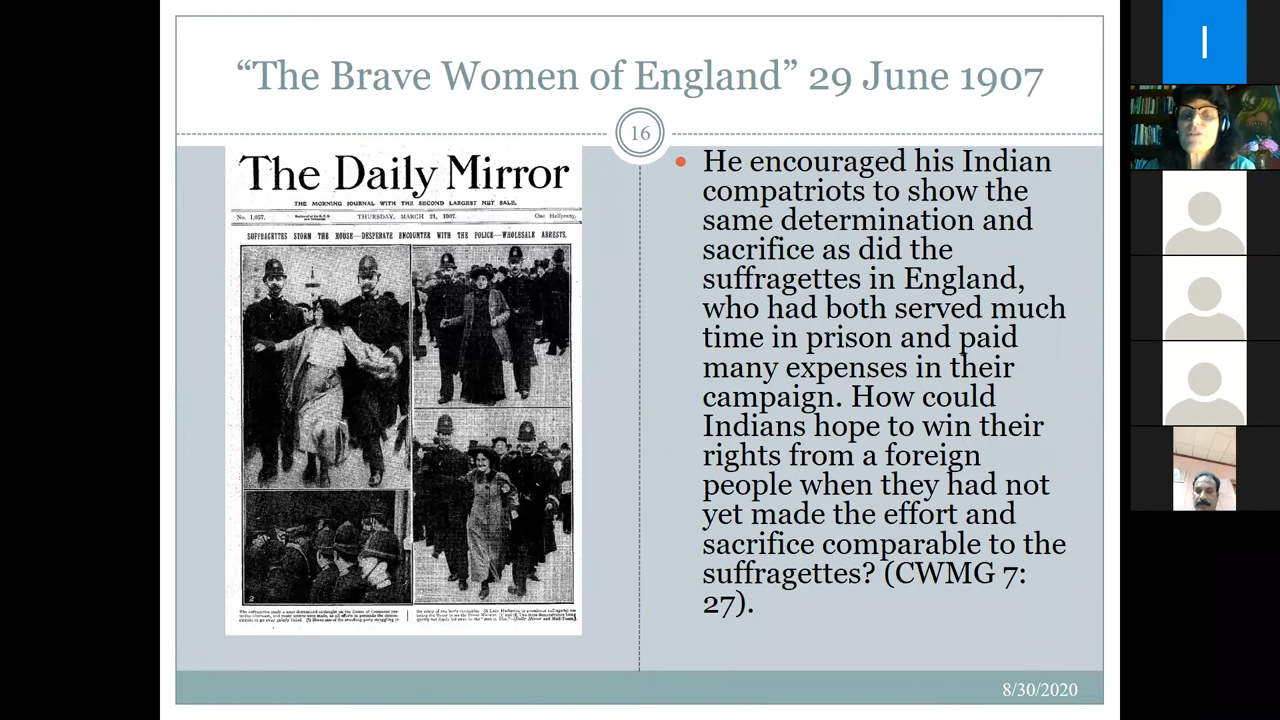 “The Brave Women of England” 29 June 1907
16
The Daily Mirror
THE MORNING JOURNAL WITH THE SECOND LARGEST NET SALE.
No. 1,057.
THURSDAY, MARCH 21, 1907.
One Halfpenny.
SUFFRAGETTES STORM THE HOUSE—DESPERATE ENCOUNTER WITH THE POLICE—WHOLESALE ARRESTS.
2
• He encouraged his Indian
compatriots to show the
same determination and
sacrifice as did the
suffragettes in England,
who had both served much
time in prison and paid
many expenses in their
campaign. How could
Indians hope to win their
rights from a foreign
people when they had not
yet made the effort and
sacrifice comparable to the
suffragettes? (CWMG 7:
27).
8/30/2020
I